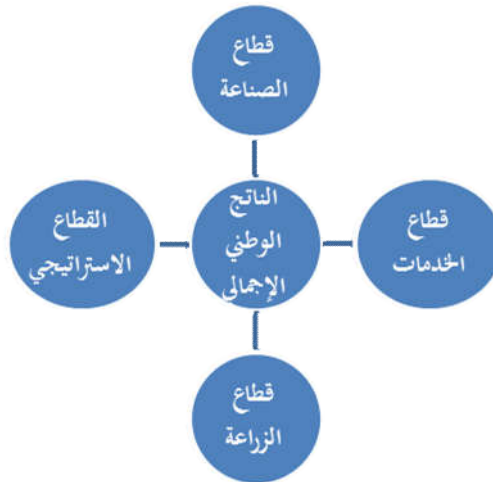 قطاع
الصناعة
القطاع
الاستراتيجي
الناتج
الوطني
الإجمالي
قطاع
الخدمات
قطاع
الزراعة